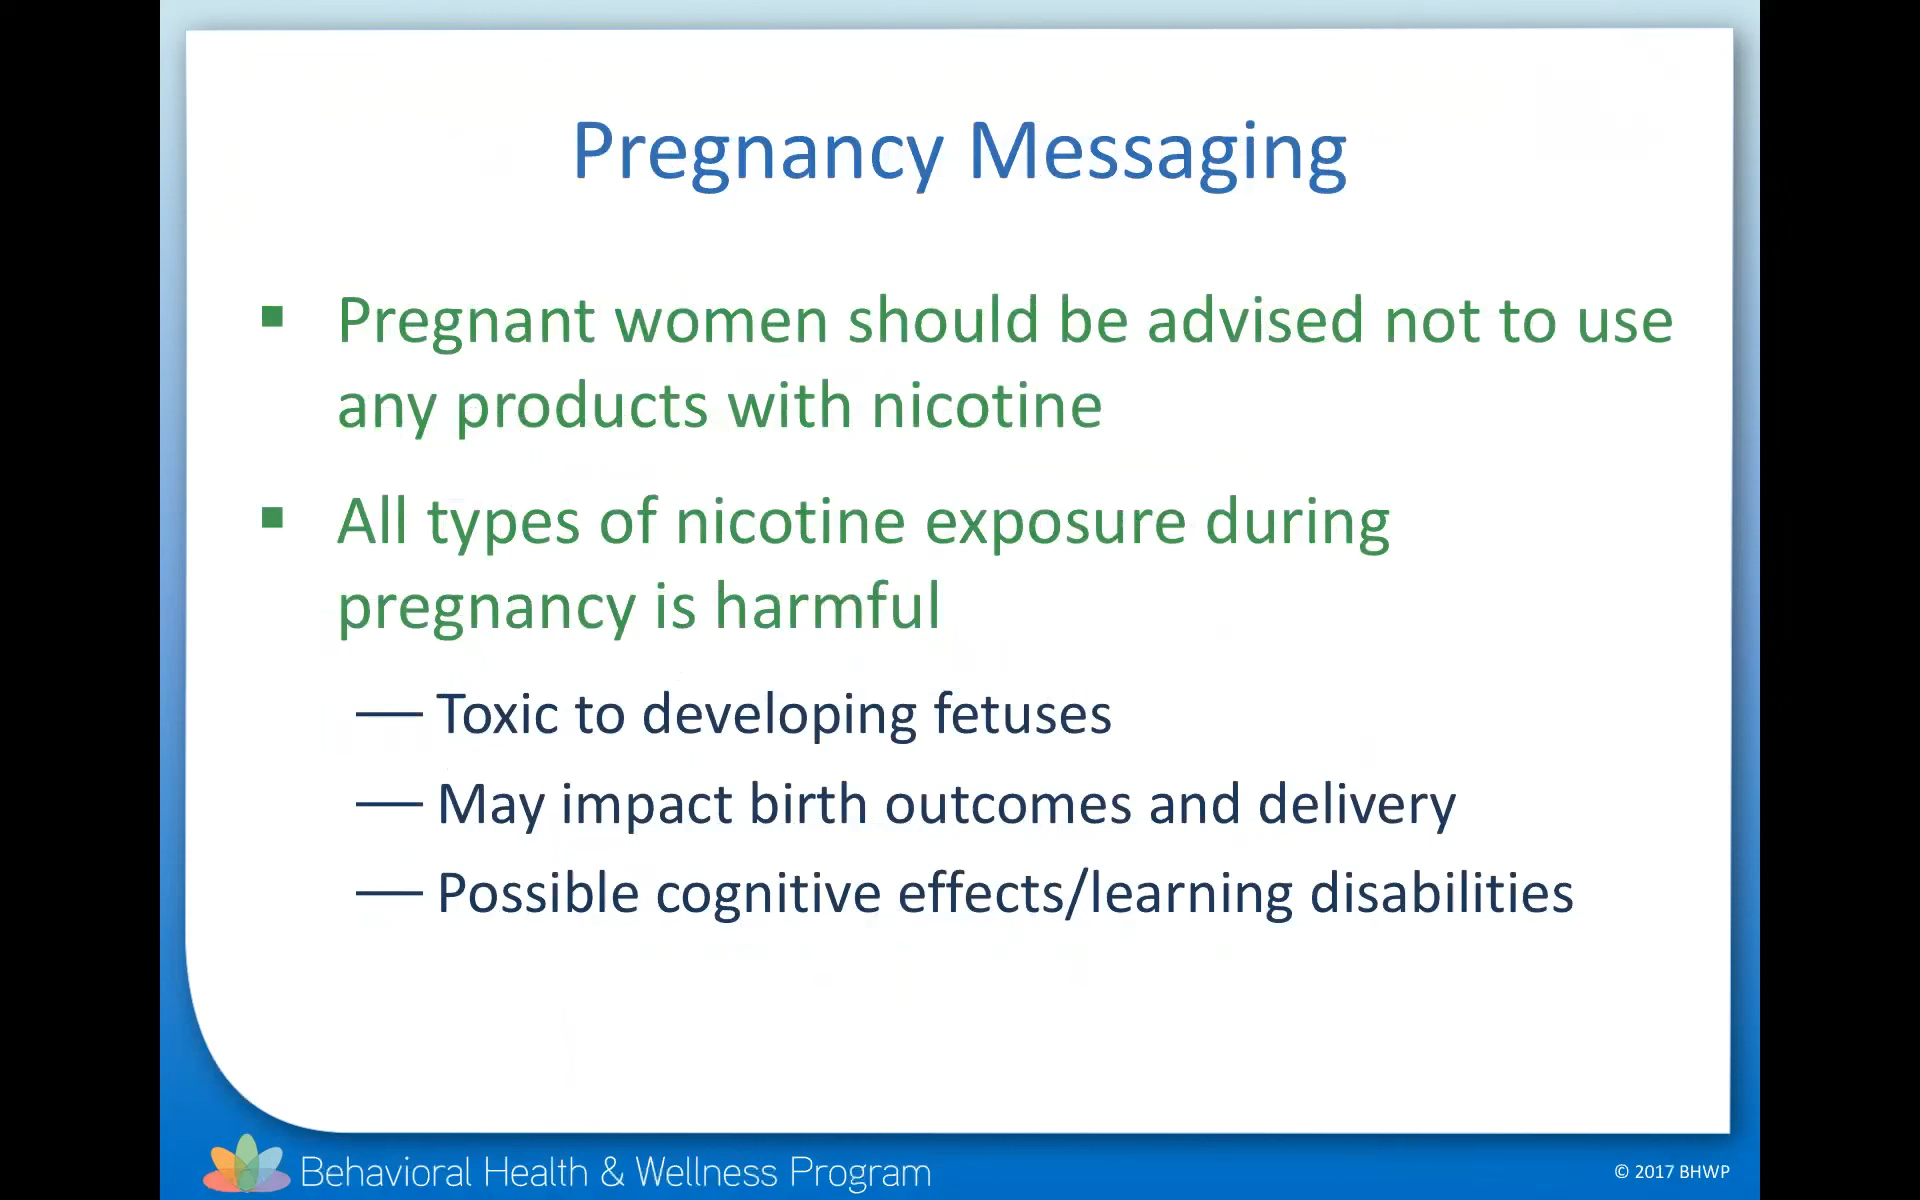 Pregnancy Messaging
▪ Pregnant women should be advised not to use
any products with nicotine
▪ All types of nicotine exposure during
pregnancy is harmful
— Toxic to developing fetuses
— May impact birth outcomes and delivery
— Possible cognitive effects/learning disabilities
Behavioral Health & Wellness Program
© 2017 BHWP